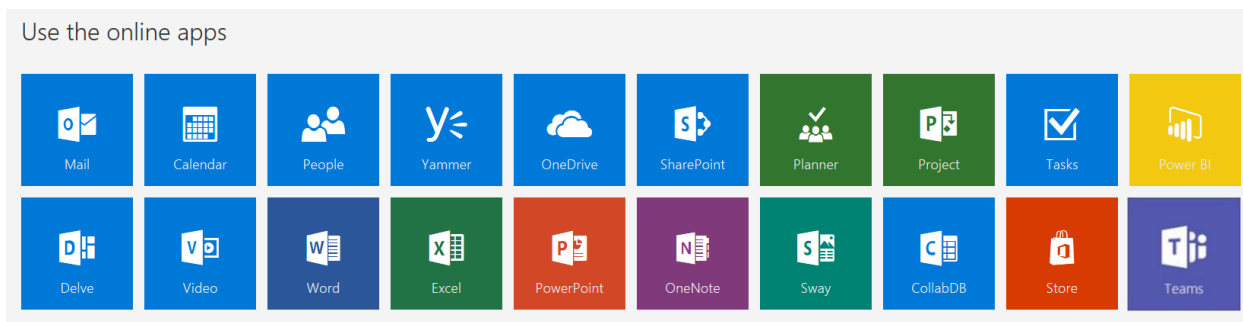 Use the online apps
Mail Calendar People Yammer OneDrive SharePoint Planner Project Tasks Power BI
Delve Video Word Excel PowerPoint OneNote Sway CollabDB Store Teams